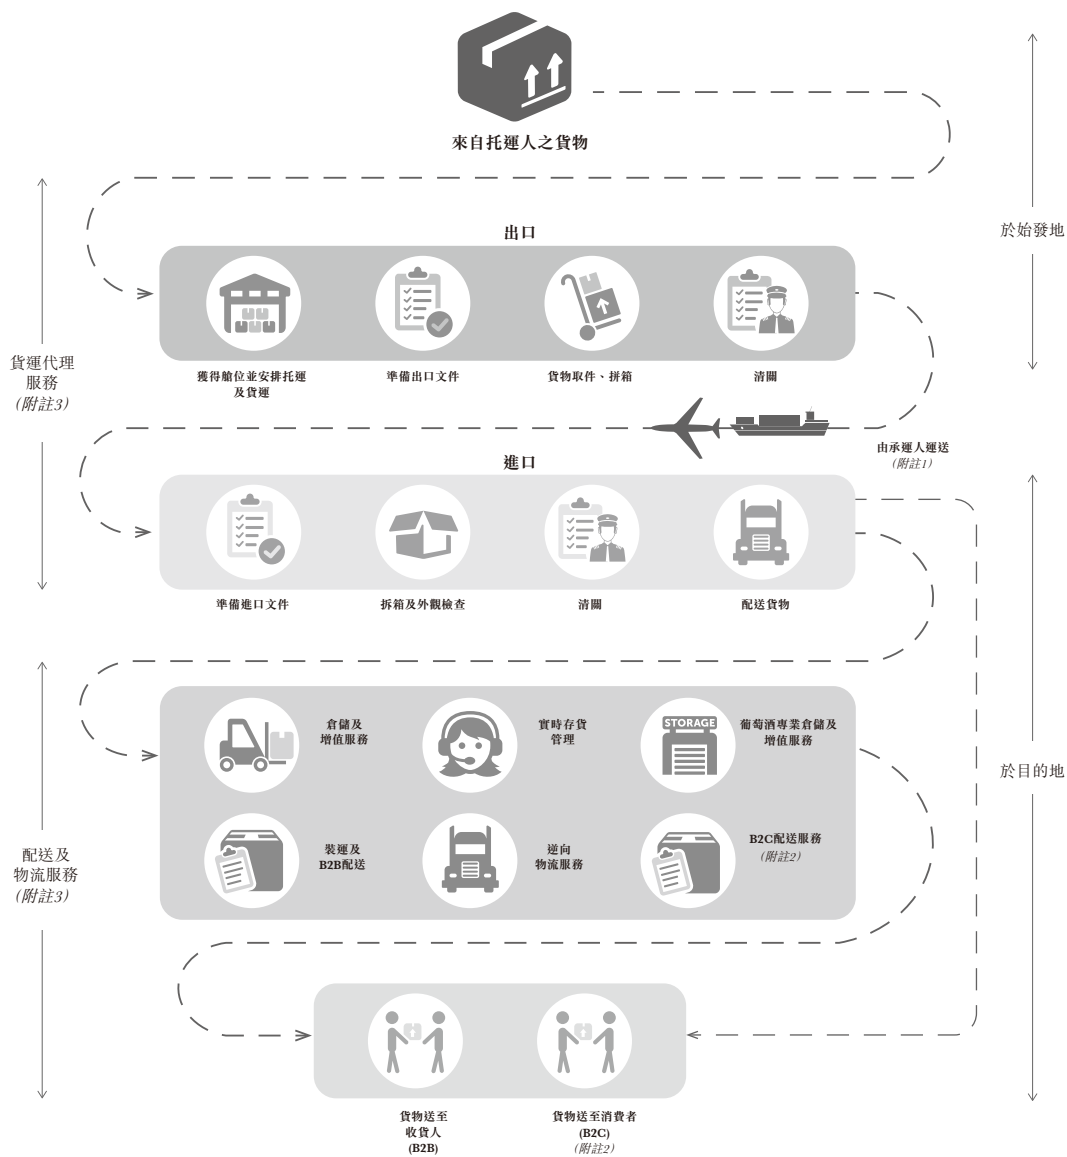 來自托運人之貨物
於始發地
出口
獲得艙位並安排托運
及貨運
準備出口文件
貨物取件、拼箱
清關
貨運代理
服務
(附註3)
由承運人運送
(附註1)
進口
準備進口文件
拆箱及外觀檢查
清關
配送貨物
倉儲及
增值服務
實時存貨
管理
STORAGE
葡萄酒專業倉儲及
增值服務
於目的地
裝運及
B2B配送
逆向
物流服務
B2C配送服務
(附註2)
配送及
物流服務
(附註3)
貨物送至
收貨人
(B2B)
貨物送至消費者
(B2C)
(附註2)